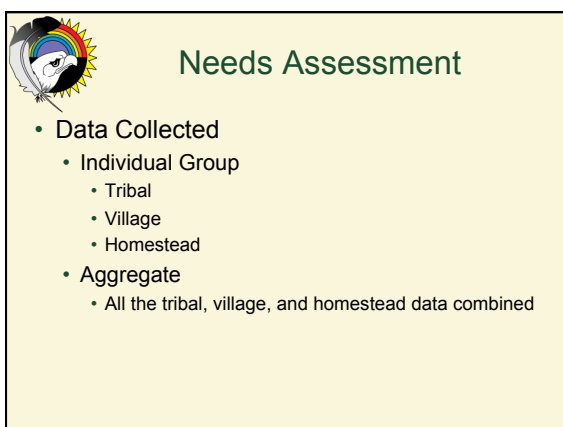 Needs Assessment
• Data Collected
• Individual Group
• Tribal
• Village
• Homestead
• Aggregate
• All the tribal, village, and homestead data combined